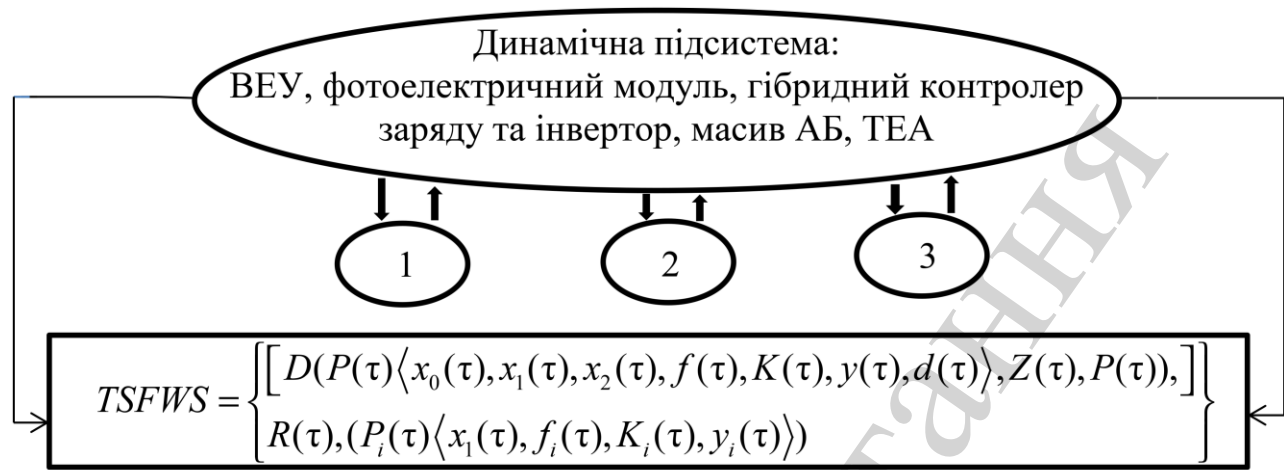 Динамічна підсистема:
ВЕУ, фотоелектричний модуль, гібридний контролер
заряду та інвертор, масив АБ, ТЕА
1
2
3
TSFWS = {[D(P(τ)⟨x₀(τ),x₁(τ),x₂(τ),f(τ),K(τ),y(τ),d(τ)⟩,Z(τ),P(τ)),]
R(τ),(Pᵢ(τ)⟨x₁(τ),fᵢ(τ),Kᵢ(τ),yᵢ(τ)⟩)}